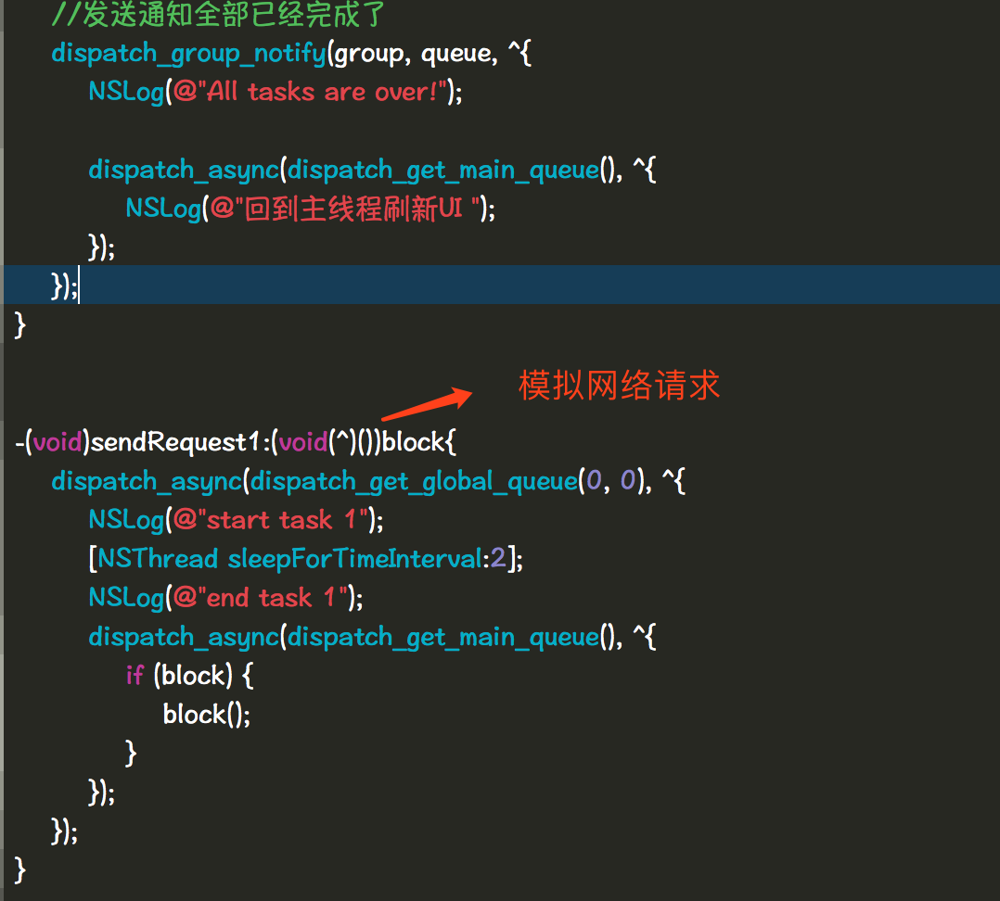 //发送通知全部已经完成了
dispatch_group_notify(group, queue, ^{
NSLog(@"All tasks are over!");
dispatch_async(dispatch_get_main_queue(), ^{
NSLog(@"回到主线程刷新UI ");
});
});
}
模拟网络请求
-(void)sendRequest1:(void(^)())block{
dispatch_async(dispatch_get_global_queue(0, 0), ^{
NSLog(@"start task 1");
[NSThread sleepForTimeInterval:2];
NSLog(@"end task 1");
dispatch_async(dispatch_get_main_queue(), ^{
if (block) {
block();
}
});
});
}